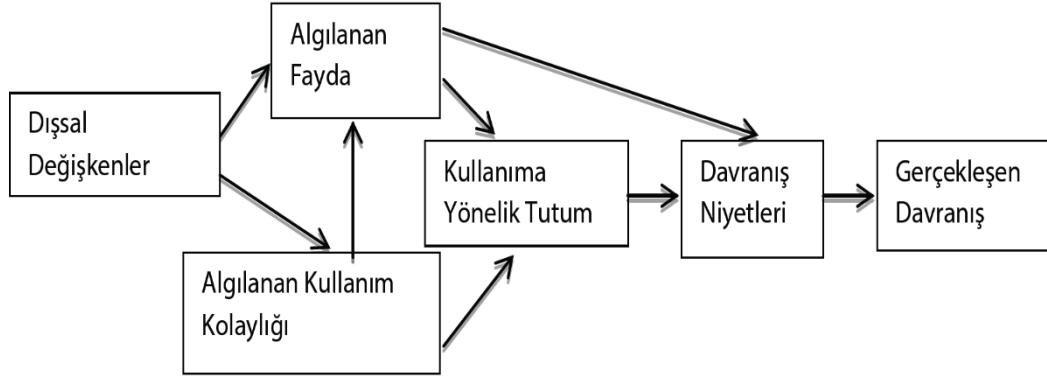 Algılanan
Fayda
Dışsal
Değişkenler
Kullanıma
Yönelik Tutum
Davranış
Niyetleri
Gerçekleşen
Davranış
Algılanan Kullanım
Kolaylığı